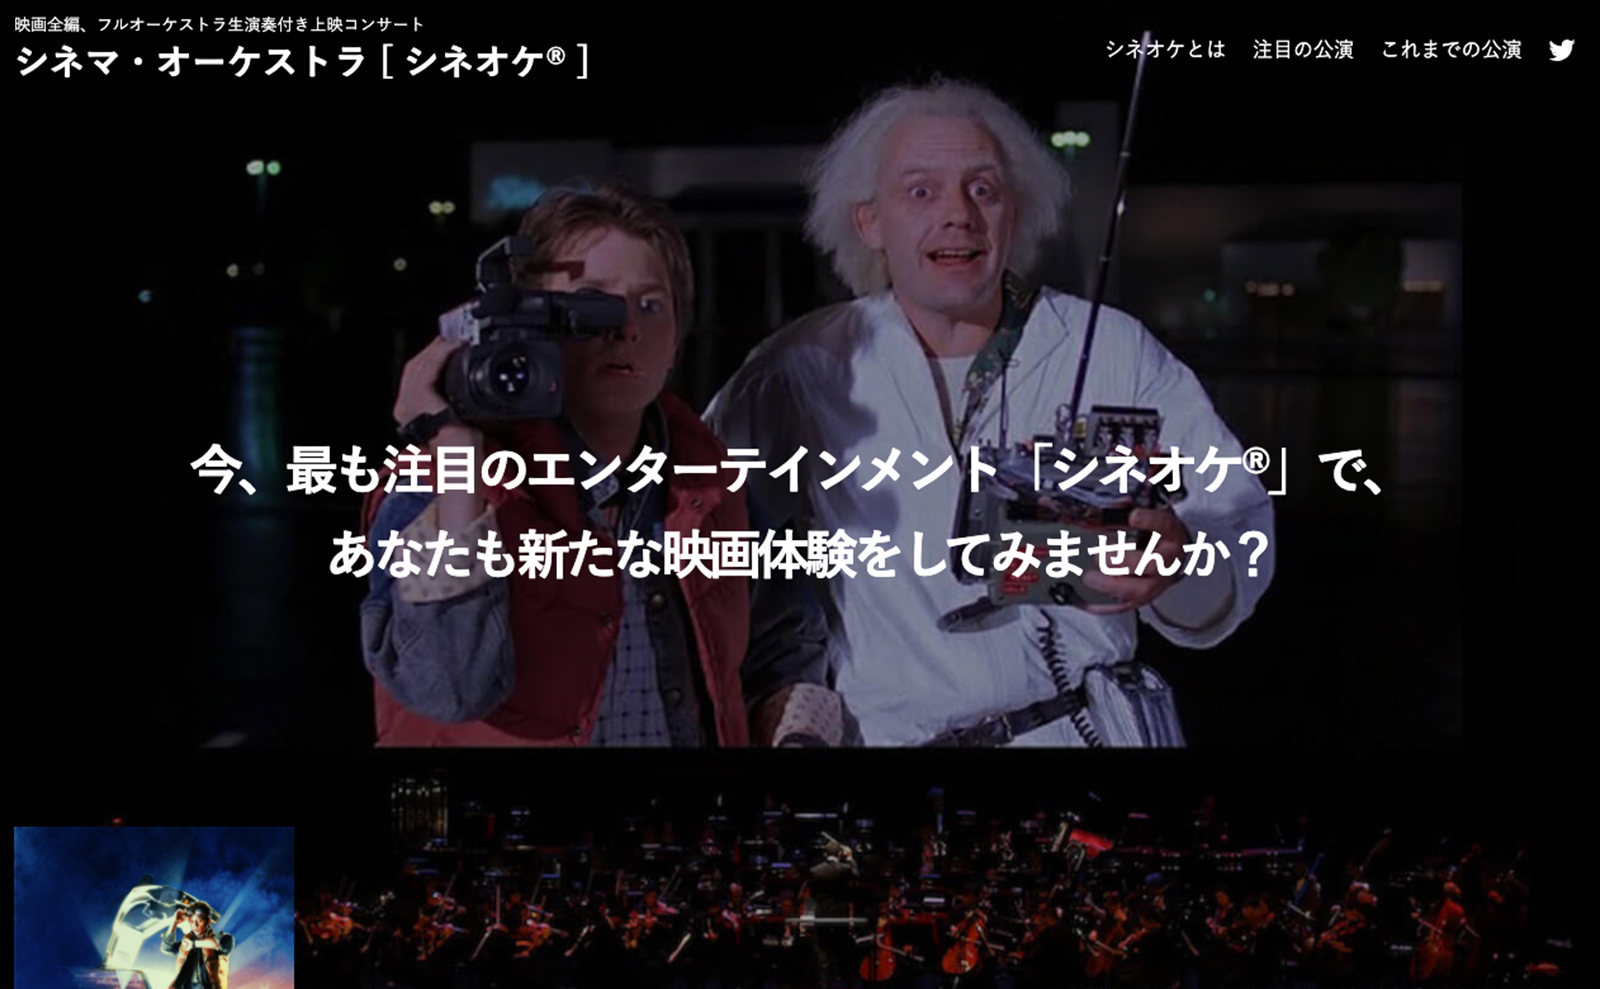 映画全編、フルオーケストラ生演奏付き上映コンサート
シネマ・オーケストラ [ シネオケ® ]
シネオケとは 注目の公演 これまでの公演
今、最も注目のエンターテインメント「シネオケ®」で、
あなたも新たな映画体験をしてみませんか？